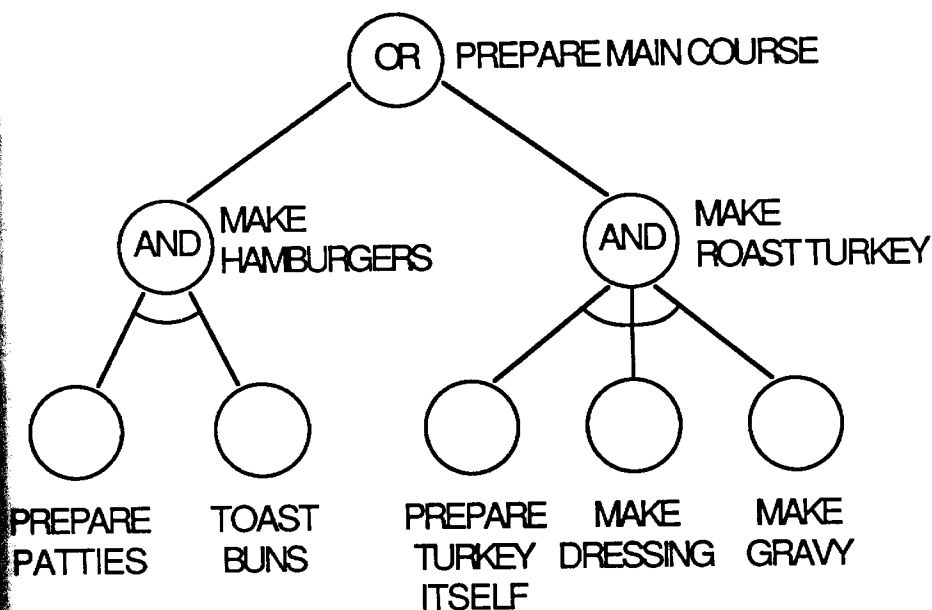 OR PREPARE MAIN COURSE
AND MAKE
HAMBURGERS
AND MAKE
ROAST TURKEY
PREPARE
PATTIES
TOAST
BUNS
PREPARE
TURKEY
ITSELF
MAKE
DRESSING
MAKE
GRAVY